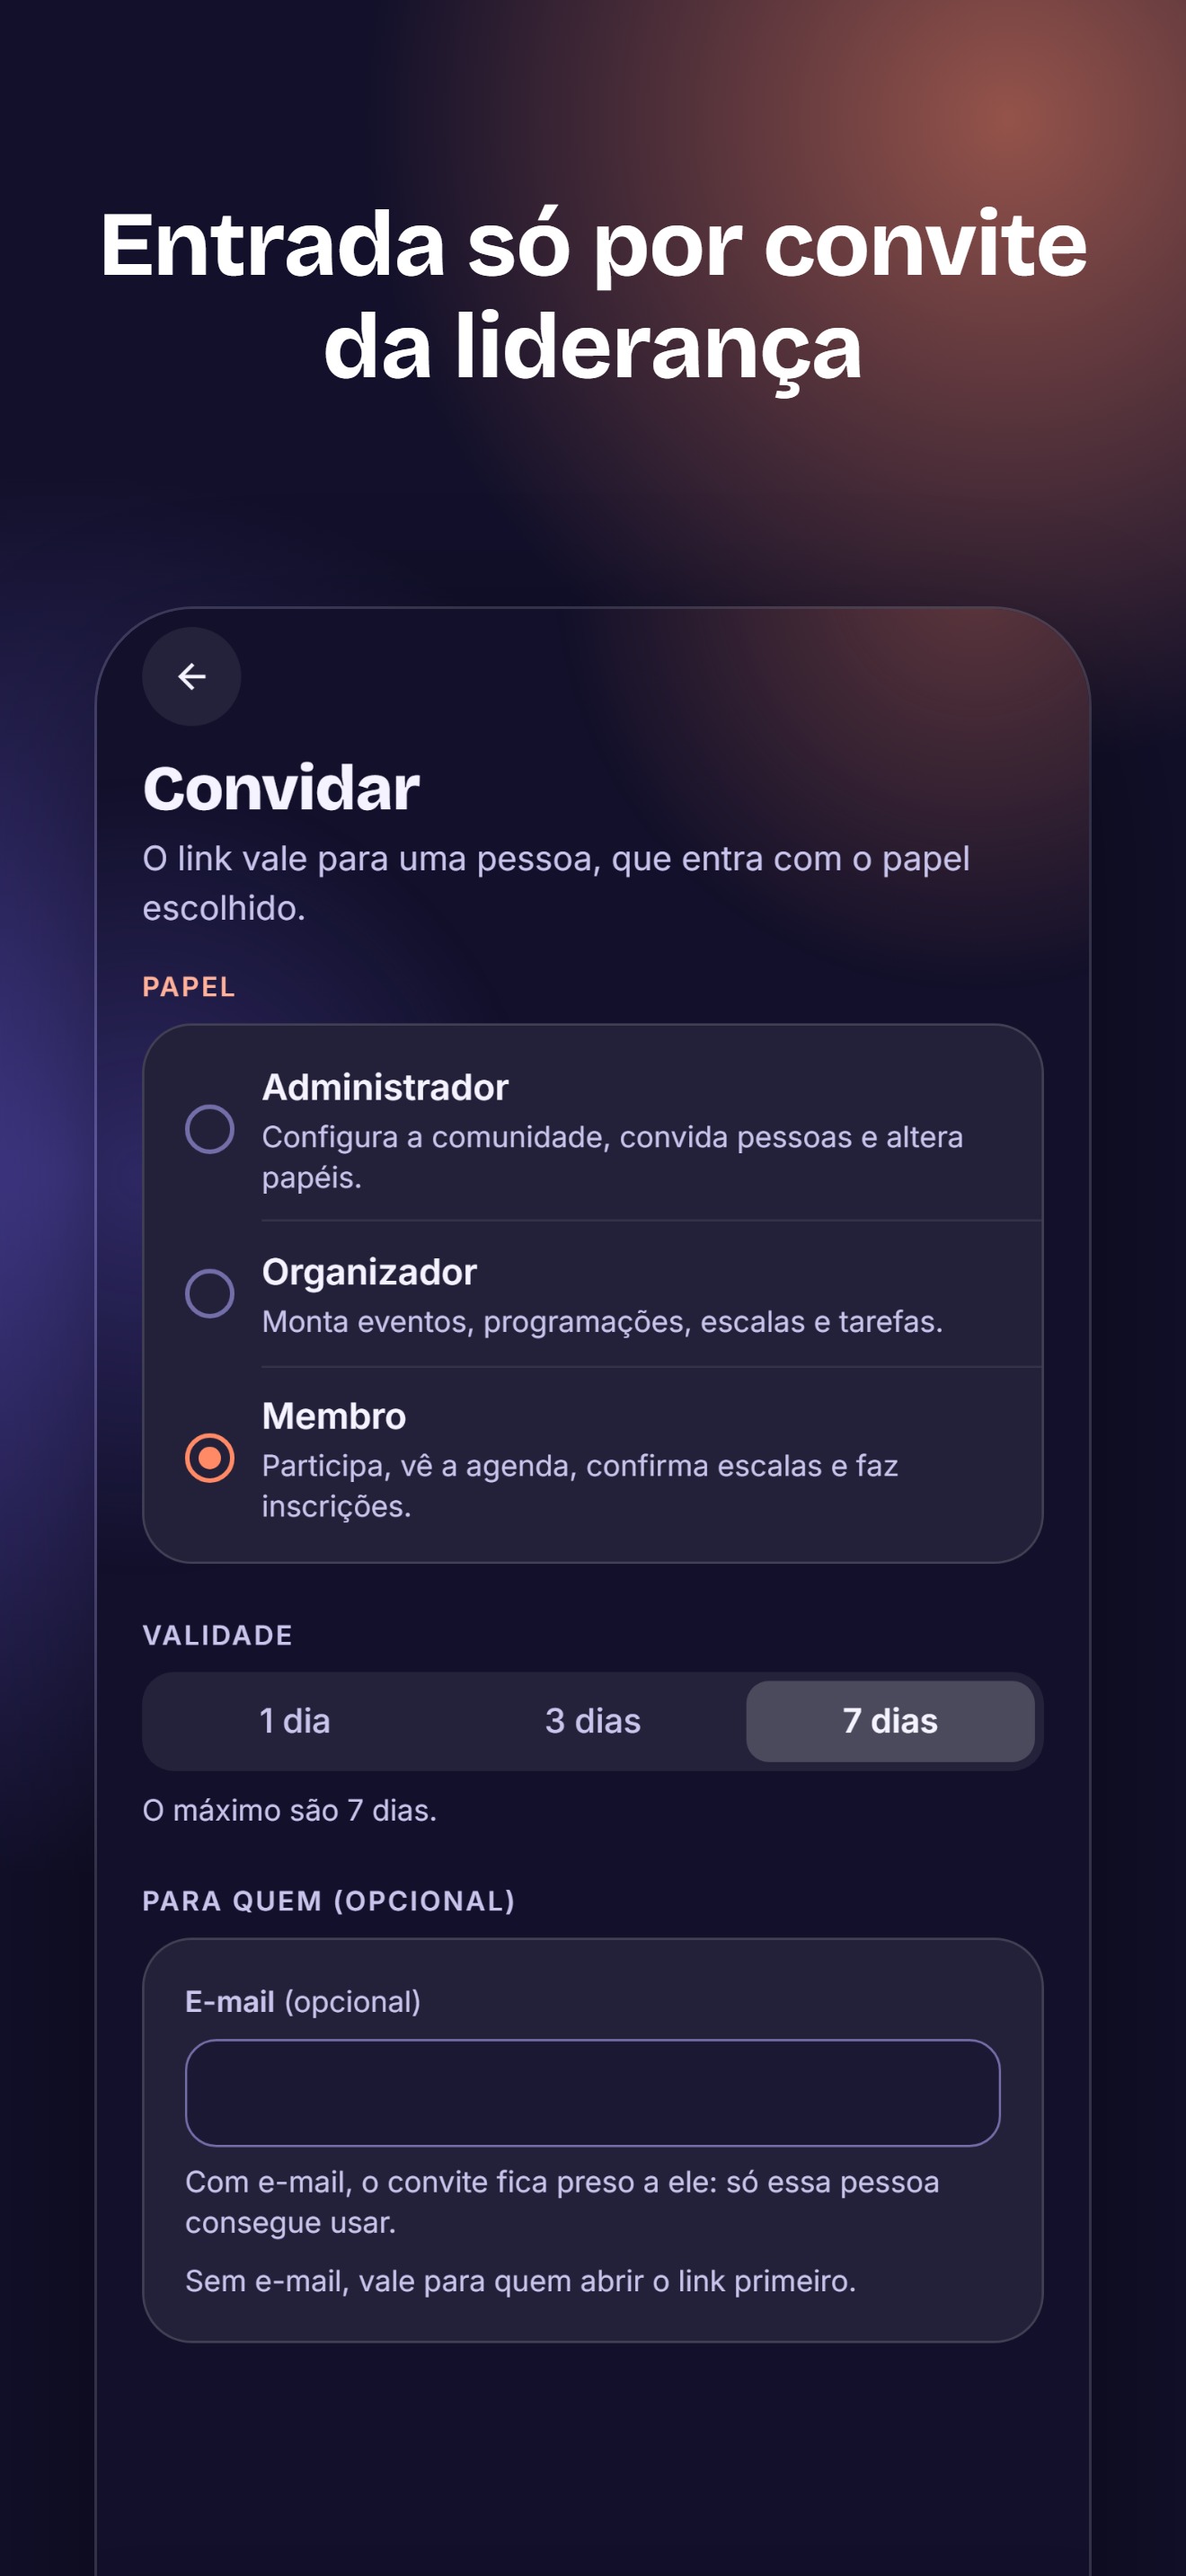 Entrada só por convite
da liderança
Convidar
O link vale para uma pessoa, que entra com o papel
escolhido.
PAPEL
Administrador
Configura a comunidade, convida pessoas e altera
papéis.
Organizador
Monta eventos, programações, escalas e tarefas.
Membro
Participa, vê a agenda, confirma escalas e faz
inscrições.
VALIDADE
1 dia 3 dias 7 dias
O máximo são 7 dias.
PARA QUEM (OPCIONAL)
E-mail (opcional)
Com e-mail, o convite fica preso a ele: só essa pessoa
consegue usar.
Sem e-mail, vale para quem abrir o link primeiro.